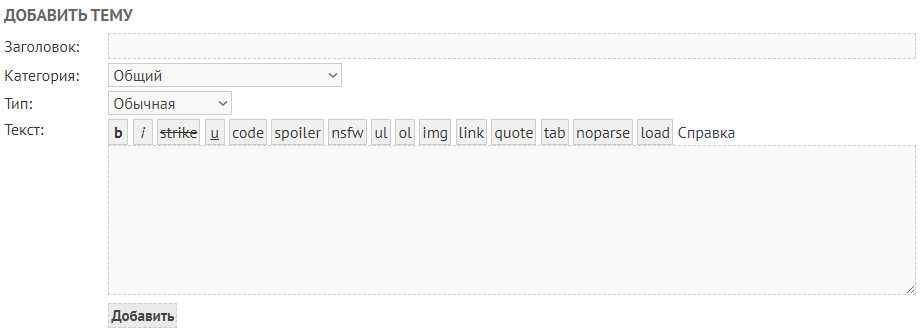 ДОБАВИТЬ ТЕМУ
Заголовок:
Категория: Общий
Тип: Обычная
Текст: b i strike u code spoiler nsfw ul ol img link quote tab noparse load Справка
Добавить